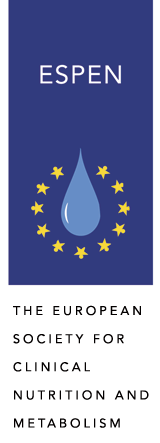 ESPEN
THE EUROPEAN
SOCIETY FOR
CLINICAL
NUTRITION AND
METABOLISM